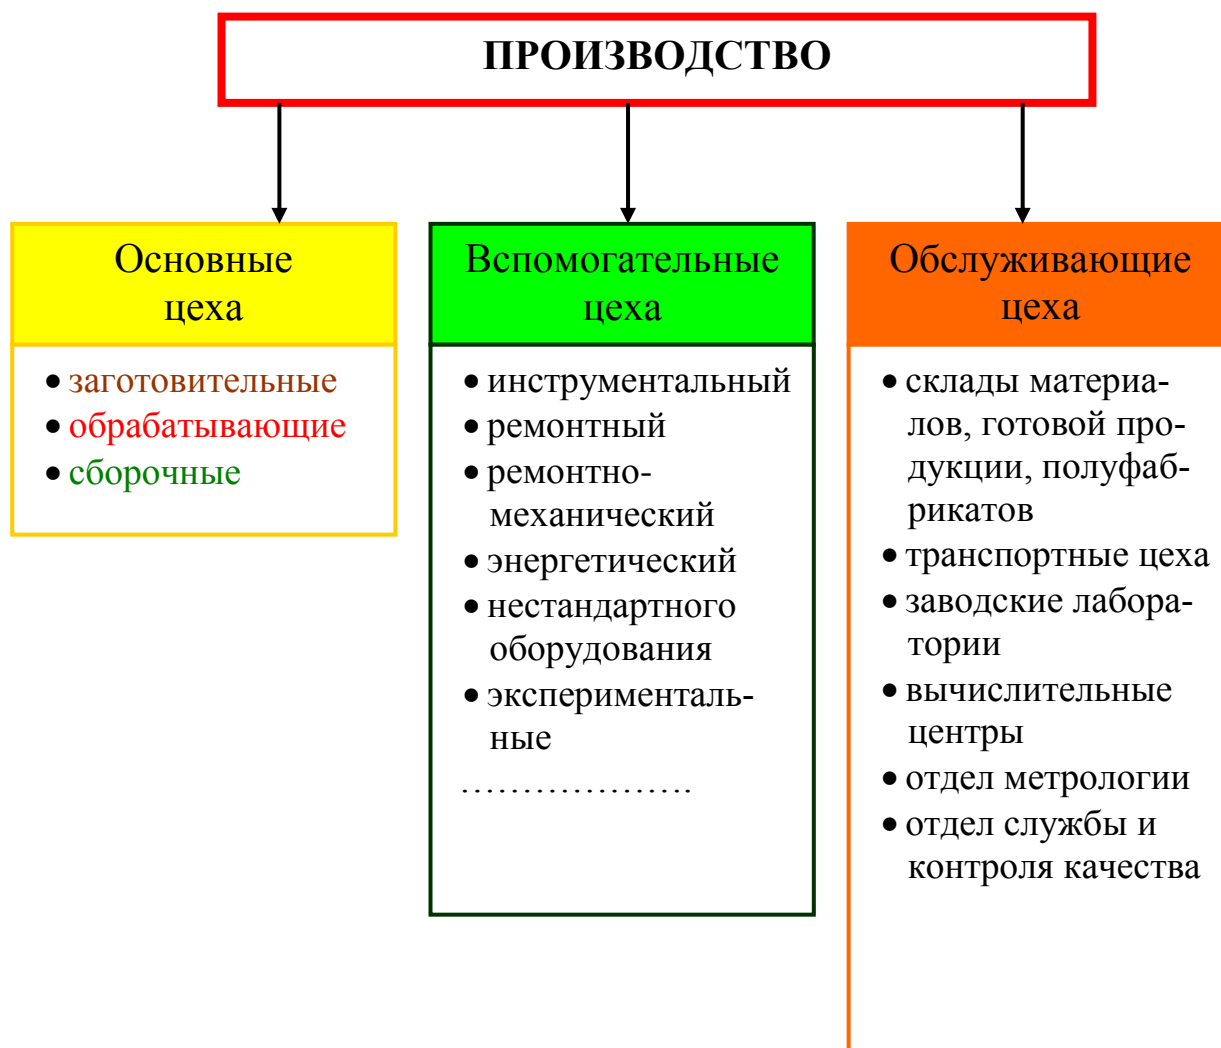 ПРОИЗВОДСТВО
Основные
цеха
• заготовительные
• обрабатывающие
• сборочные
Вспомогательные
цеха
• инструментальный
• ремонтный
• ремонтно-
механический
• энергетический
• нестандартного
оборудования
• эксперименталь-
ные
……………….
Обслуживающие
цеха
• склады материа-
лов, готовой про-
дукции, полуфаб-
рикатов
• транспортные цеха
• заводские лабора-
тории
• вычислительные
центры
• отдел метрологии
• отдел службы и
контроля качества